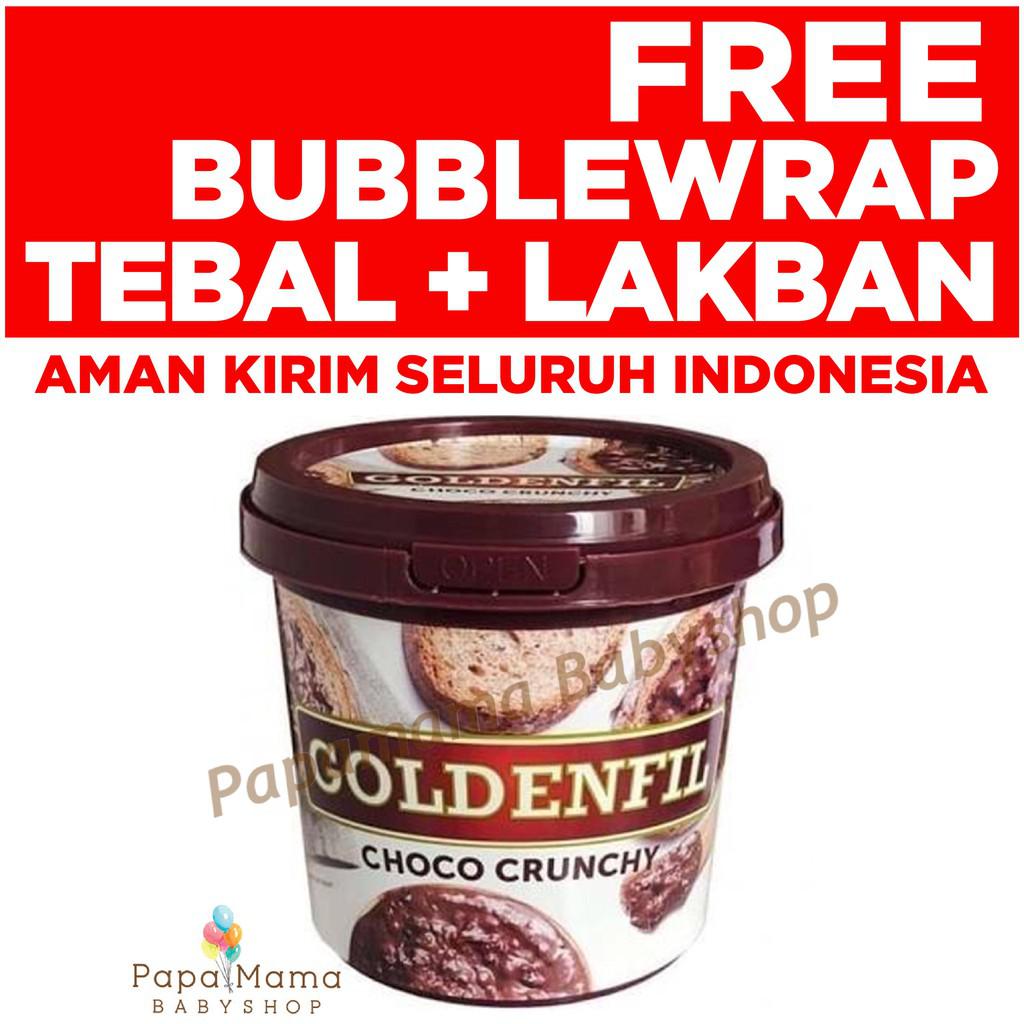 FREE
BUBBLEWRAP
TEBAL + LAKBAN
AMAN KIRIM SELURUH INDONESIA
GOLDENFIL
CHOCO CRUNCHY
OPEN
Papamama Babyshop
GOLDENFIL
CHOCO CRUNCHY
Papa Mama
BABYSHOP